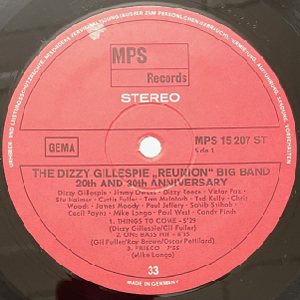 MPS
Records
STEREO
GEMA
MPS 15 207 ST
Side 1
THE DIZZY GILLESPIE „REUNION" BIG BAND
20th AND 30th ANNIVERSARY
Dizzy Gillespie - Jimmy Owens - Dizzy Reece - Victor Paz
Stu Haimer - Curtis Fuller - Tom McIntosh - Ted Kelly - Chris
Woods - James Moody - Paul Jeffery - Sahib Shihab -
Cecil Payne - Mike Longo - Paul West - Candy Finch
1. THINGS TO COME - 5'29
(Dizzy Gillespie/Gil Fuller)
2. ONE BASS HIT - 6'15
(Gil Fuller/Ray Brown/Oscar Pettiford)
3. FRISCO - 7'55
(Mike Longo)
33
MADE IN GERMANY